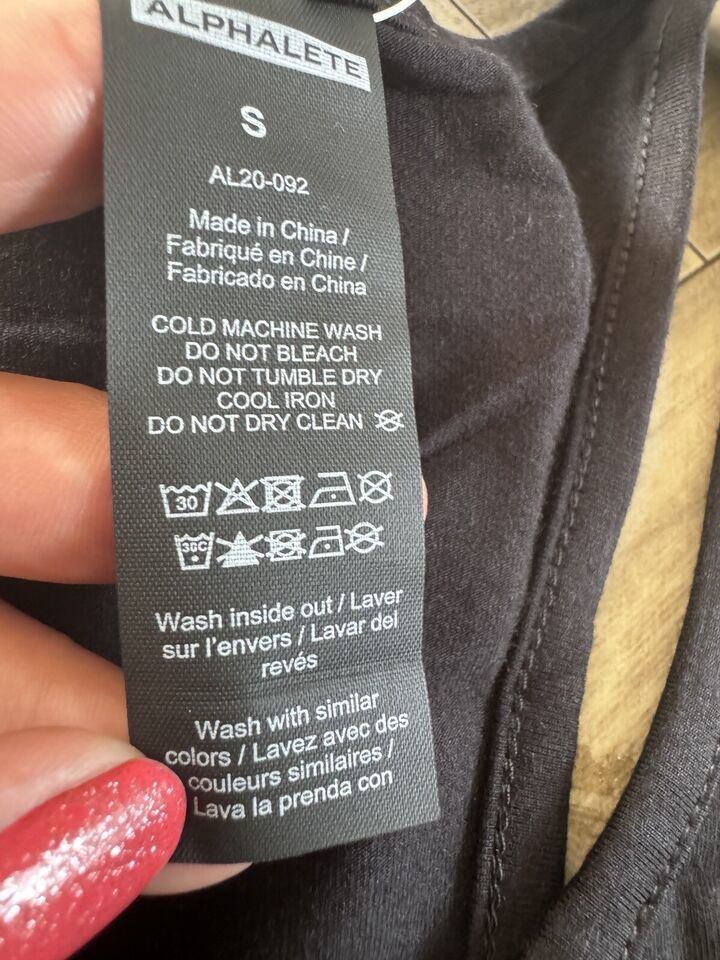 ALPHALETE
S
AL20-092
Made in China /
Fabriqué en Chine /
Fabricado en China
COLD MACHINE WASH
DO NOT BLEACH
DO NOT TUMBLE DRY
COOL IRON
DO NOT DRY CLEAN
30
30C
Wash inside out / Laver
sur l'envers / Lavar del
revés
Wash with similar
colors / Lavez avec des
couleurs similaires /
Lava la prenda con